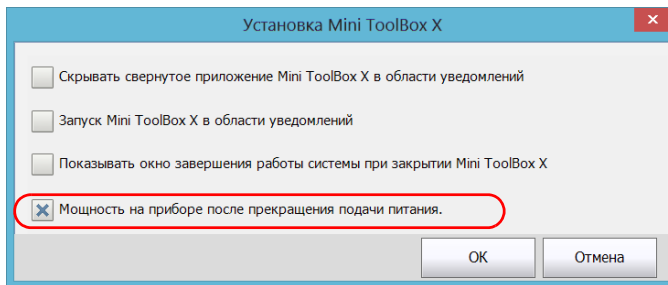 Установка Mini ToolBox X
Скрывать свернутое приложение Mini ToolBox X в области уведомлений
Запуск Mini ToolBox X в области уведомлений
Показывать окно завершения работы системы при закрытии Mini ToolBox X
Мощность на приборе после прекращения подачи питания.
OK
Отмена